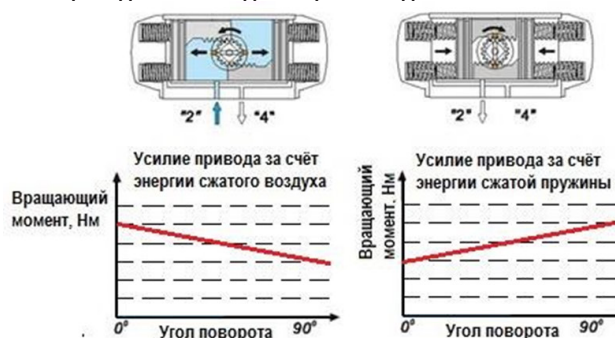 "2" "4"
"2" "4"
Усилие привода за счёт
энергии сжатого воздуха
Вращающий
момент, Нм
0° 90°
Угол поворота
Усилие привода за счёт
энергии сжатой пружины
Вращающий
момент, Нм
0° 90°
Угол поворота